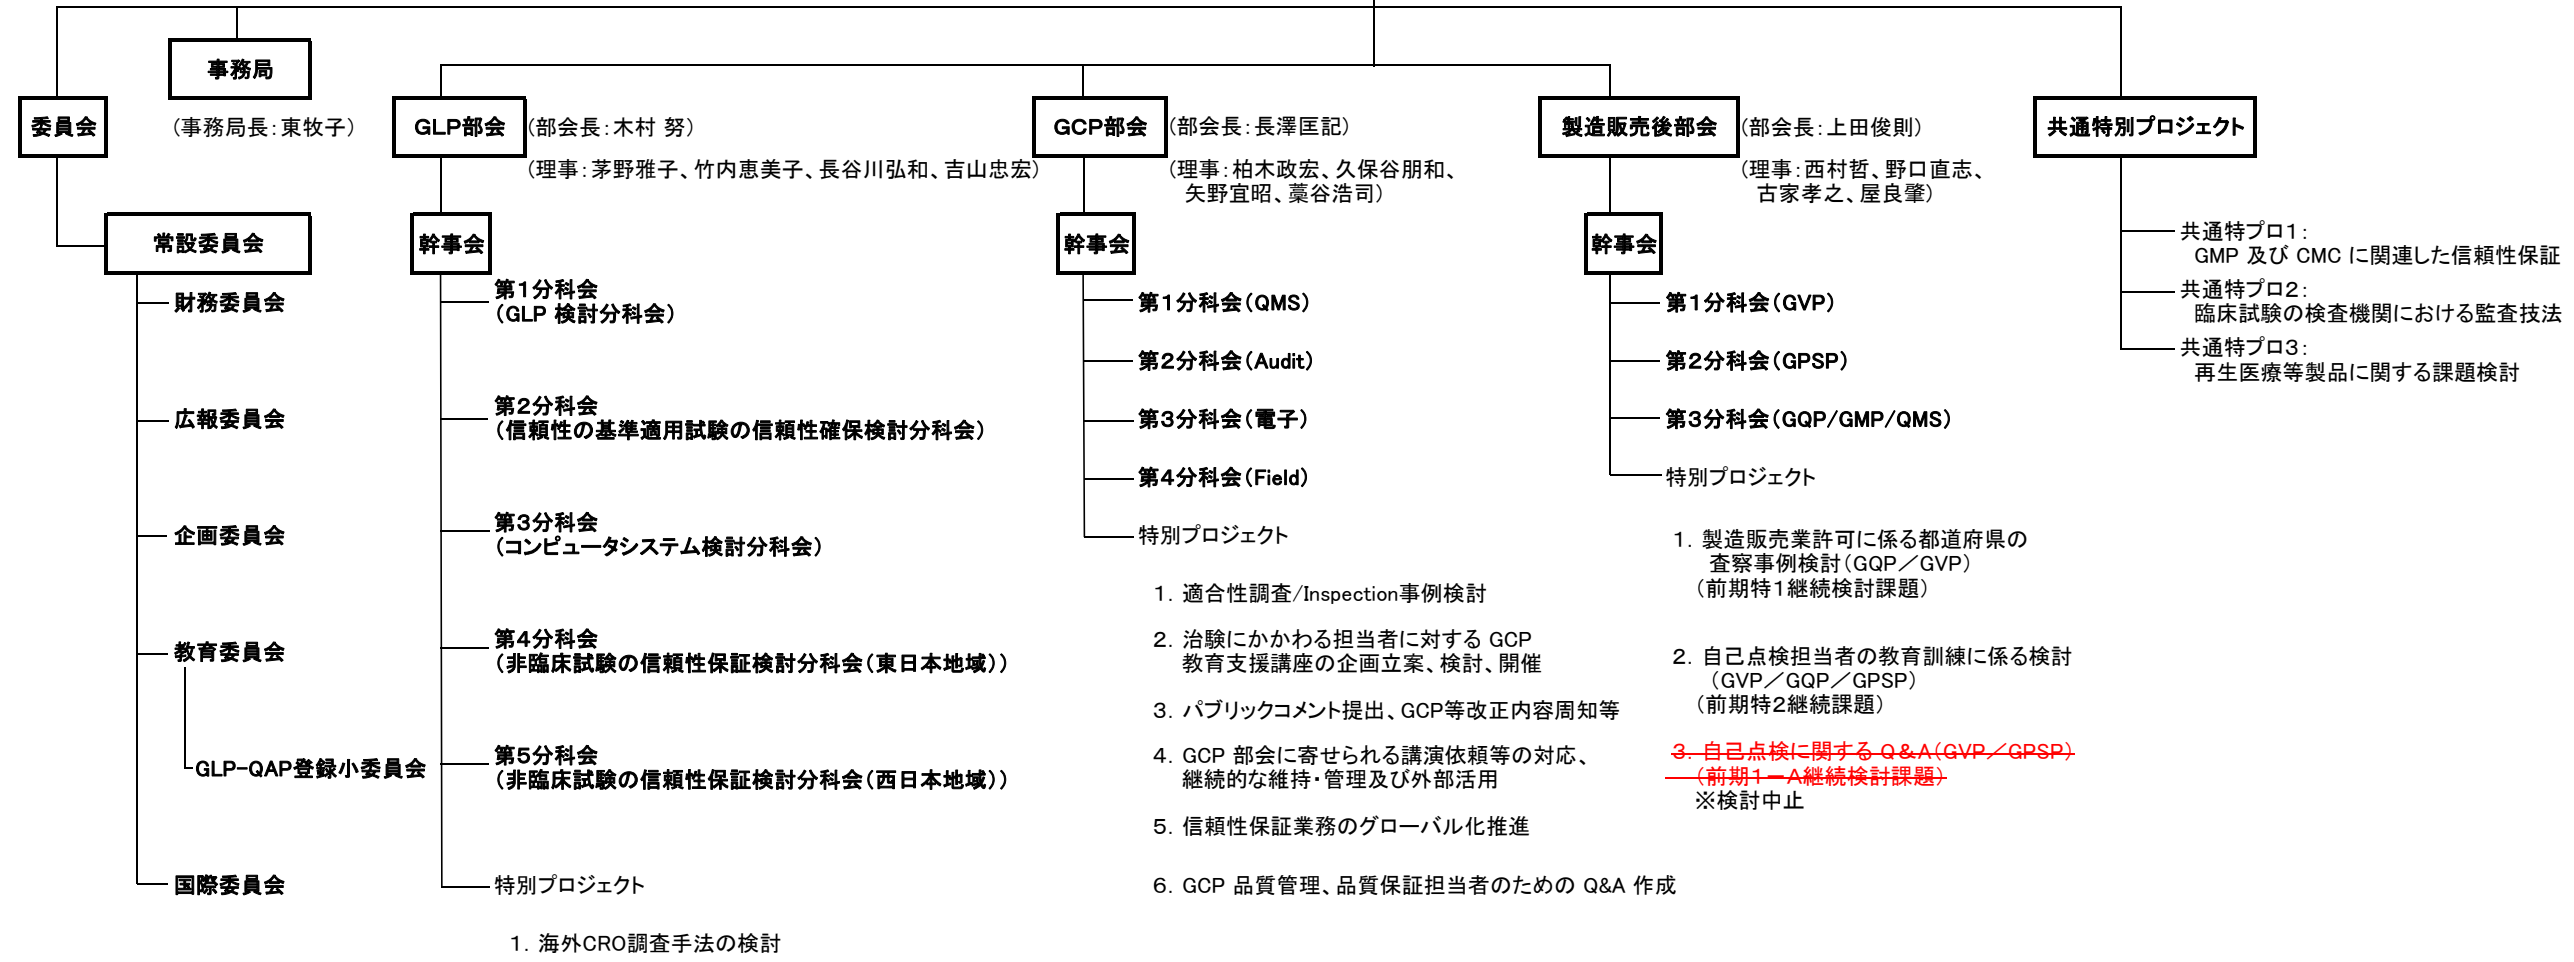 事務局
(事務局長：東牧子)
委員会
常設委員会
財務委員会
広報委員会
企画委員会
教育委員会
GLP-QAP登録小委員会
国際委員会
GLP部会
(部会長：木村 努)
(理事：茅野雅子、竹内恵美子、長谷川弘和、吉山忠宏)
幹事会
第１分科会
（GLP 検討分科会）
第２分科会
（信頼性の基準適用試験の信頼性確保検討分科会）
第３分科会
（コンピュータシステム検討分科会）
第４分科会
（非臨床試験の信頼性保証検討分科会（東日本地域））
第５分科会
（非臨床試験の信頼性保証検討分科会（西日本地域））
特別プロジェクト
１．海外CRO調査手法の検討
GCP部会
(部会長：長澤匡記)
(理事：柏木政宏、久保谷朋和、
矢野宜昭、藁谷浩司)
幹事会
第１分科会（QMS）
第２分科会（Audit）
第３分科会（電子）
第４分科会（Field）
特別プロジェクト
１．適合性調査/Inspection事例検討
２．治験にかかわる担当者に対する GCP
教育支援講座の企画立案、検討、開催
３．パブリックコメント提出、GCP等改正内容周知等
４．GCP 部会に寄せられる講演依頼等の対応、
継続的な維持・管理及び外部活用
５．信頼性保証業務のグローバル化推進
６．GCP 品質管理、品質保証担当者のための Q&A 作成
製造販売後部会
(部会長：上田俊則)
(理事：西村哲、野口直志、
古家孝之、屋良肇)
幹事会
第１分科会（GVP）
第２分科会（GPSP）
第３分科会（GQP/GMP/QMS）
特別プロジェクト
１．製造販売業許可に係る都道府県の
査察事例検討（GQP／GVP）
（前期特１継続検討課題）
２．自己点検担当者の教育訓練に係る検討
（GVP／GQP／GPSP）
（前期特２継続課題）
３．自己点検に関する Q＆A（GVP／GPSP）
（前期１－A継続検討課題）
※検討中止
共通特別プロジェクト
共通特プロ１：
GMP 及び CMC に関連した信頼性保証
共通特プロ２：
臨床試験の検査機関における監査技法
共通特プロ３：
再生医療等製品に関する課題検討